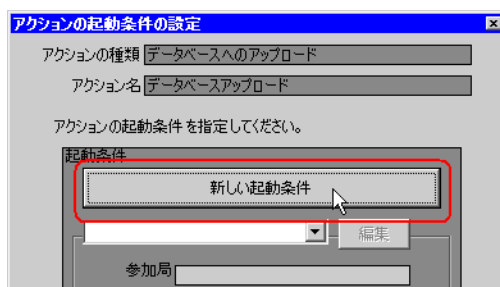 アクションの起動条件の設定
アクションの種類 データベースへのアップロード
アクション名 データベースアップロード
アクションの起動条件を指定してください。
起動条件
新しい起動条件
編集
参加局